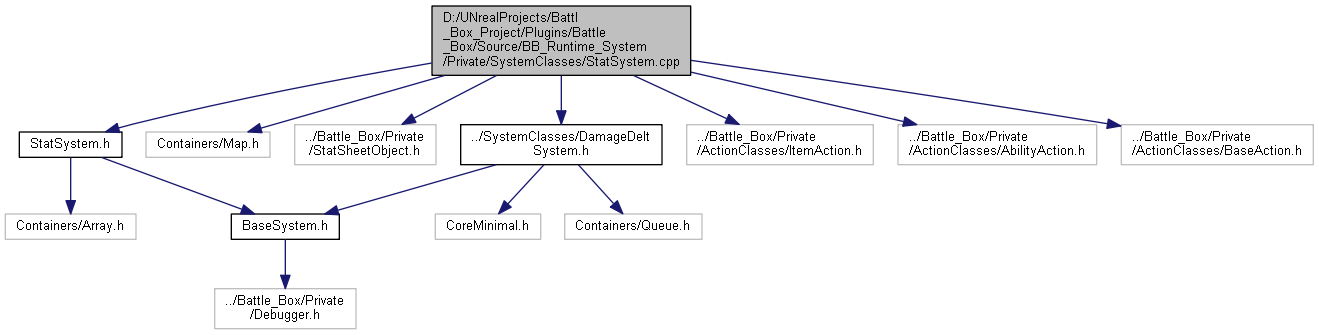 D:/UNrealProjects/Battl
_Box_Project/Plugins/Battle
_Box/Source/BB_Runtime_System
/Private/SystemClasses/StatSystem.cpp
StatSystem.h
Containers/Map.h
../Battle_Box/Private
/StatSheetObject.h
../SystemClasses/DamageDelt
System.h
../Battle_Box/Private
/ActionClasses/ItemAction.h
../Battle_Box/Private
/ActionClasses/AbilityAction.h
../Battle_Box/Private
/ActionClasses/BaseAction.h
Containers/Array.h
BaseSystem.h
CoreMinimal.h
Containers/Queue.h
../Battle_Box/Private
/Debugger.h